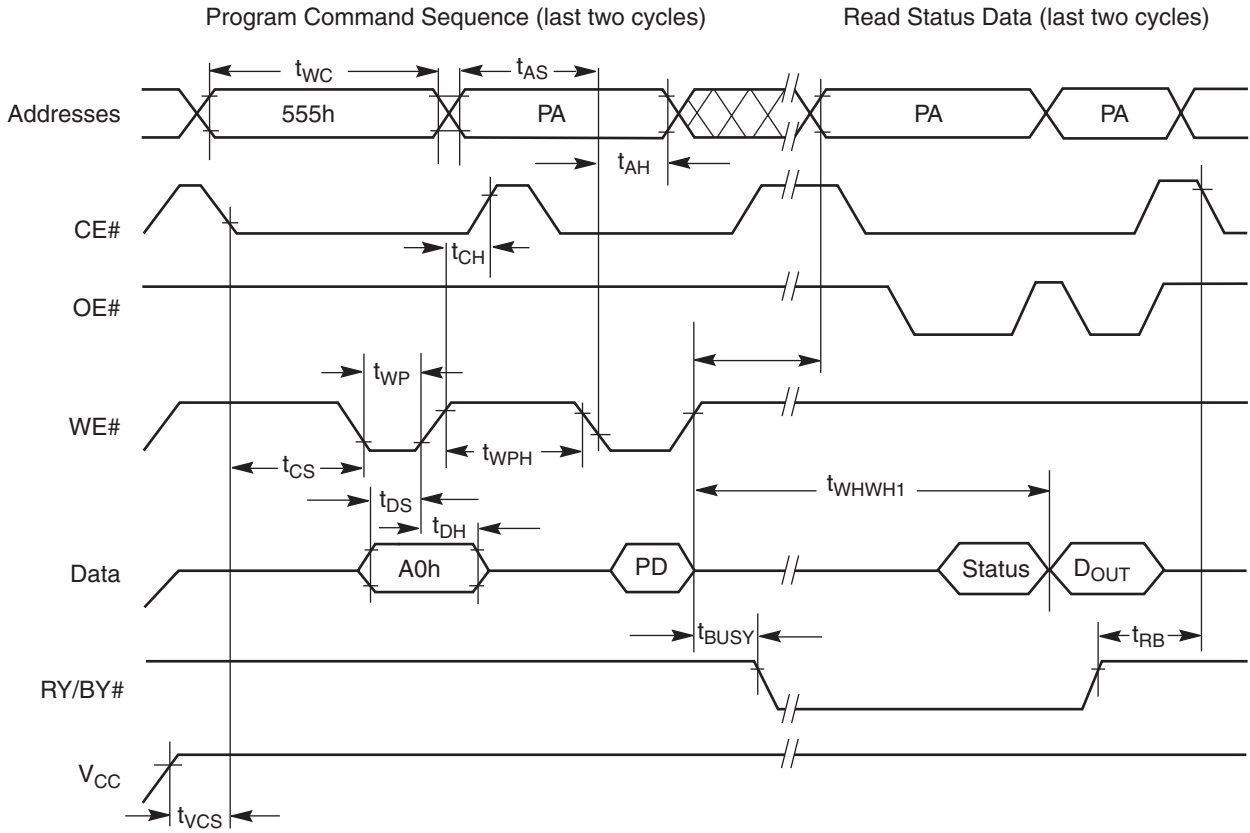 Program Command Sequence (last two cycles) Read Status Data (last two cycles)
tWC tAS
Addresses 555h PA PA PA
tAH
CE#
tCH
OE#
tWP
WE#
tCS tWPH
tWHWH1
tDS
tDH
Data A0h PD Status DOUT
tBUSY tRB
RY/BY#
VCC
tVCS